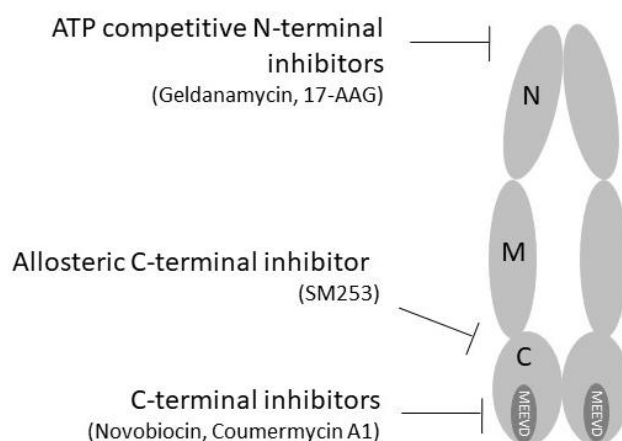 ATP competitive N-terminal
inhibitors
(Geldanamycin, 17-AAG)
N
Allosteric C-terminal inhibitor
(SM253)
M
C
C-terminal inhibitors
(Novobiocin, Coumermycin A1)
MEEVD
MEEVD